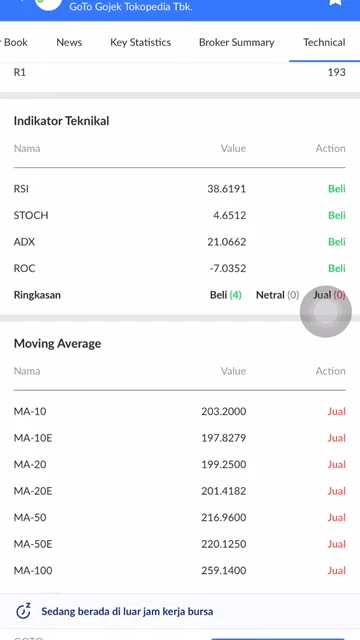 GoTo Gojek Tokopedia Tbk.
r Book News Key Statistics Broker Summary Technical
R1 193
Indikator Teknikal
Nama Value Action
RSI 38.6191 Beli
STOCH 4.6512 Beli
ADX 21.0662 Beli
ROC -7.0352 Beli
Ringkasan Beli (4) Netral (0) Jual (0)
Moving Average
Nama Value Action
MA-10 203.2000 Jual
MA-10E 197.8279 Jual
MA-20 199.2500 Jual
MA-20E 201.4182 Jual
MA-50 216.9600 Jual
MA-50E 220.1250 Jual
MA-100 259.1400 Jual
Sedang berada di luar jam kerja bursa
GOTO